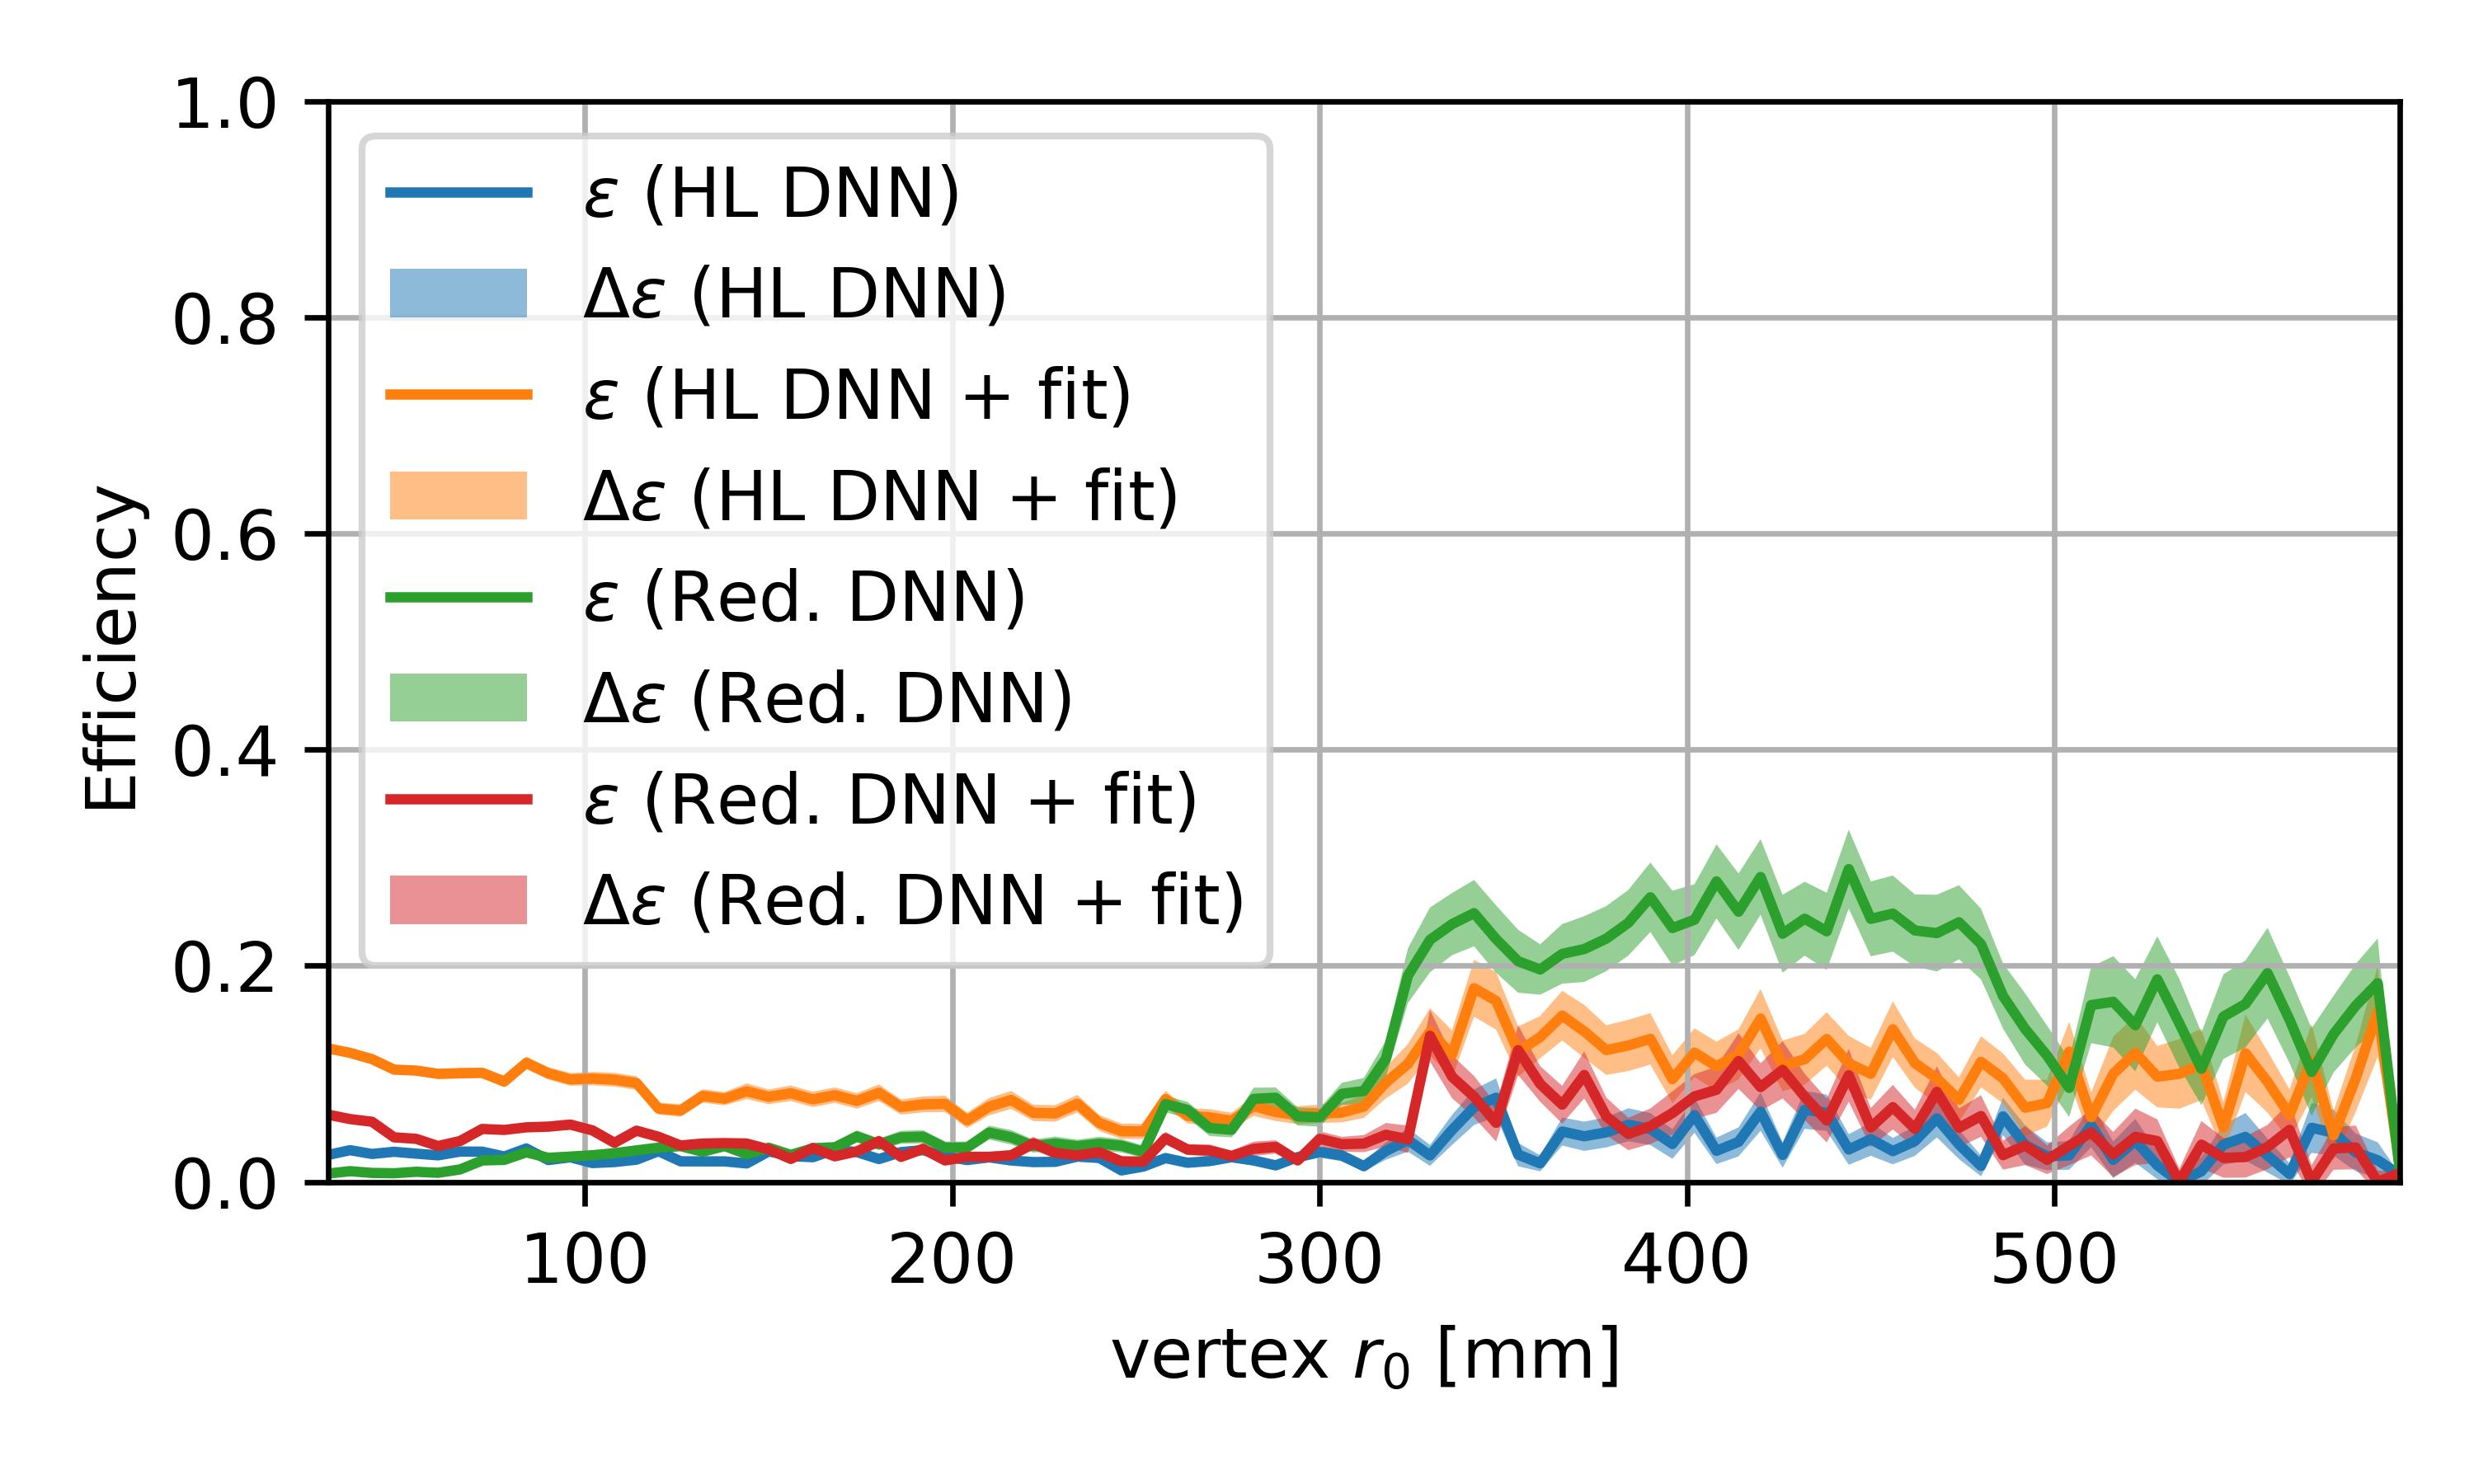 1.0
0.8
0.6
0.4
0.2
0.0
Efficiency
ε (HL DNN)
Δε (HL DNN)
ε (HL DNN + fit)
Δε (HL DNN + fit)
ε (Red. DNN)
Δε (Red. DNN)
ε (Red. DNN + fit)
Δε (Red. DNN + fit)
100 200 300 400 500
vertex r₀ [mm]